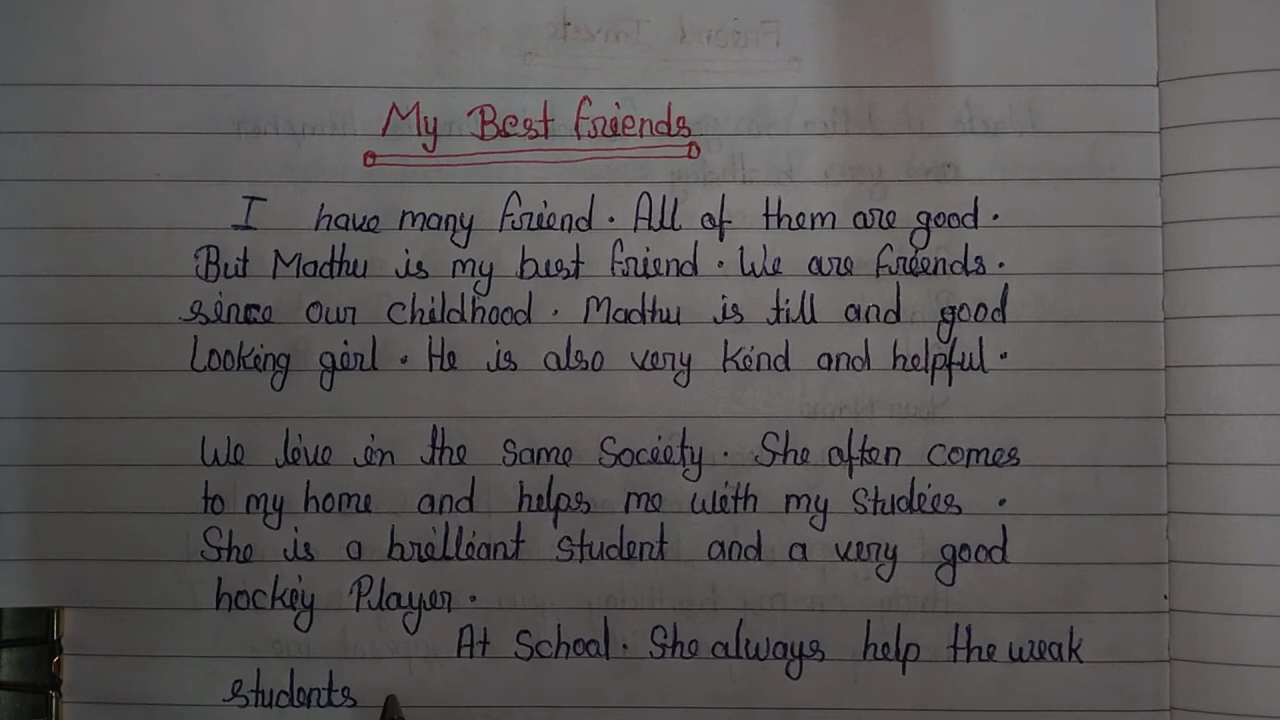 My Best friends
I have many friend. All of them are good.
But Madhu is my best friend. We are friends.
since our childhood. Madhu is till and good
Looking girl. He is also very kind and helpful.
We live in the same Society. She often comes
to my home and helps me with my Studies.
She is a brilliant student and a very good
hockey Player.
At School. She always help the weak
students